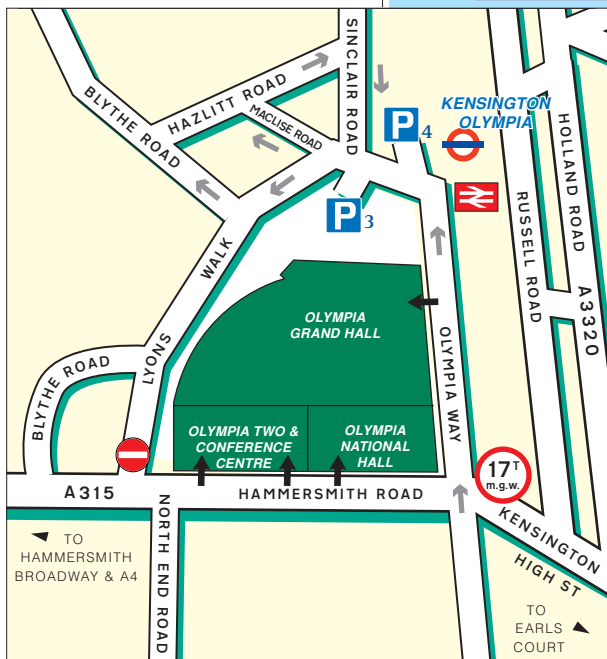 SINCLAIR ROAD
HAZLITT ROAD
BLYTHE ROAD
MACLISE ROAD
P 4
KENSINGTON
OLYMPIA
HOLLAND ROAD
A3320
RUSSELL ROAD
P 3
LYONS WALK
BLYTHE ROAD
OLYMPIA
GRAND HALL
OLYMPIA WAY
OLYMPIA TWO &
CONFERENCE
CENTRE
OLYMPIA
NATIONAL
HALL
17T
m.g.w.
A315
HAMMERSMITH ROAD
NORTH END ROAD
KENSINGTON
HIGH ST
TO
HAMMERSMITH
BROADWAY & A4
TO
EARLS
COURT